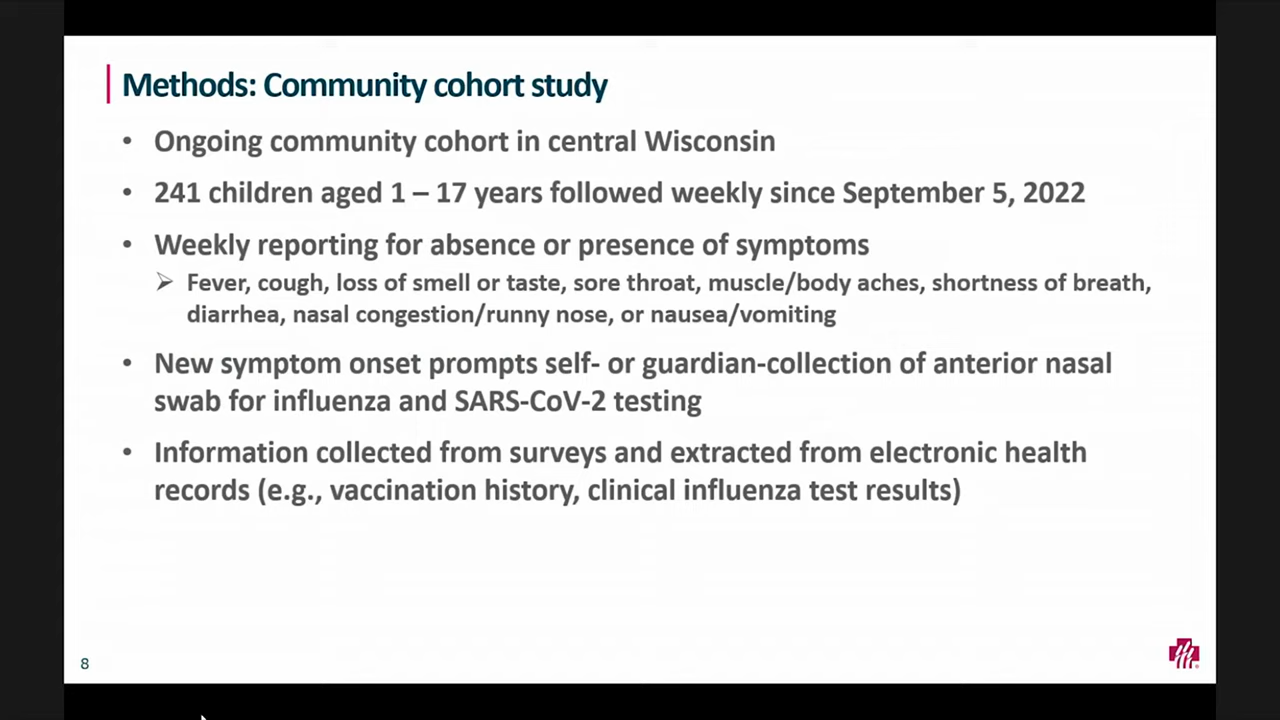 Methods: Community cohort study
• Ongoing community cohort in central Wisconsin
• 241 children aged 1 – 17 years followed weekly since September 5, 2022
• Weekly reporting for absence or presence of symptoms
➢ Fever, cough, loss of smell or taste, sore throat, muscle/body aches, shortness of breath,
diarrhea, nasal congestion/runny nose, or nausea/vomiting
• New symptom onset prompts self- or guardian-collection of anterior nasal
swab for influenza and SARS-CoV-2 testing
• Information collected from surveys and extracted from electronic health
records (e.g., vaccination history, clinical influenza test results)
8